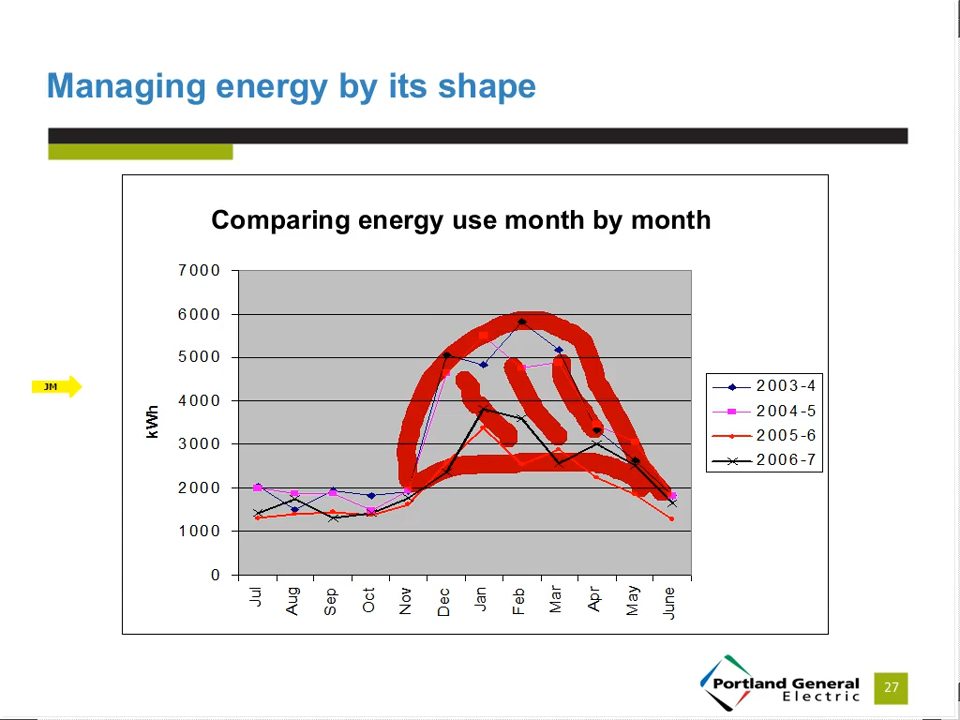 Managing energy by its shape
Comparing energy use month by month
7000
6000
5000
4000
3000
2000
1000
0
kWh
Jul
Aug
Sep
Oct
Nov
Dec
Jan
Feb
Mar
Apr
May
June
2003-4
2004-5
2005-6
2006-7
JM
Portland General
Electric
27